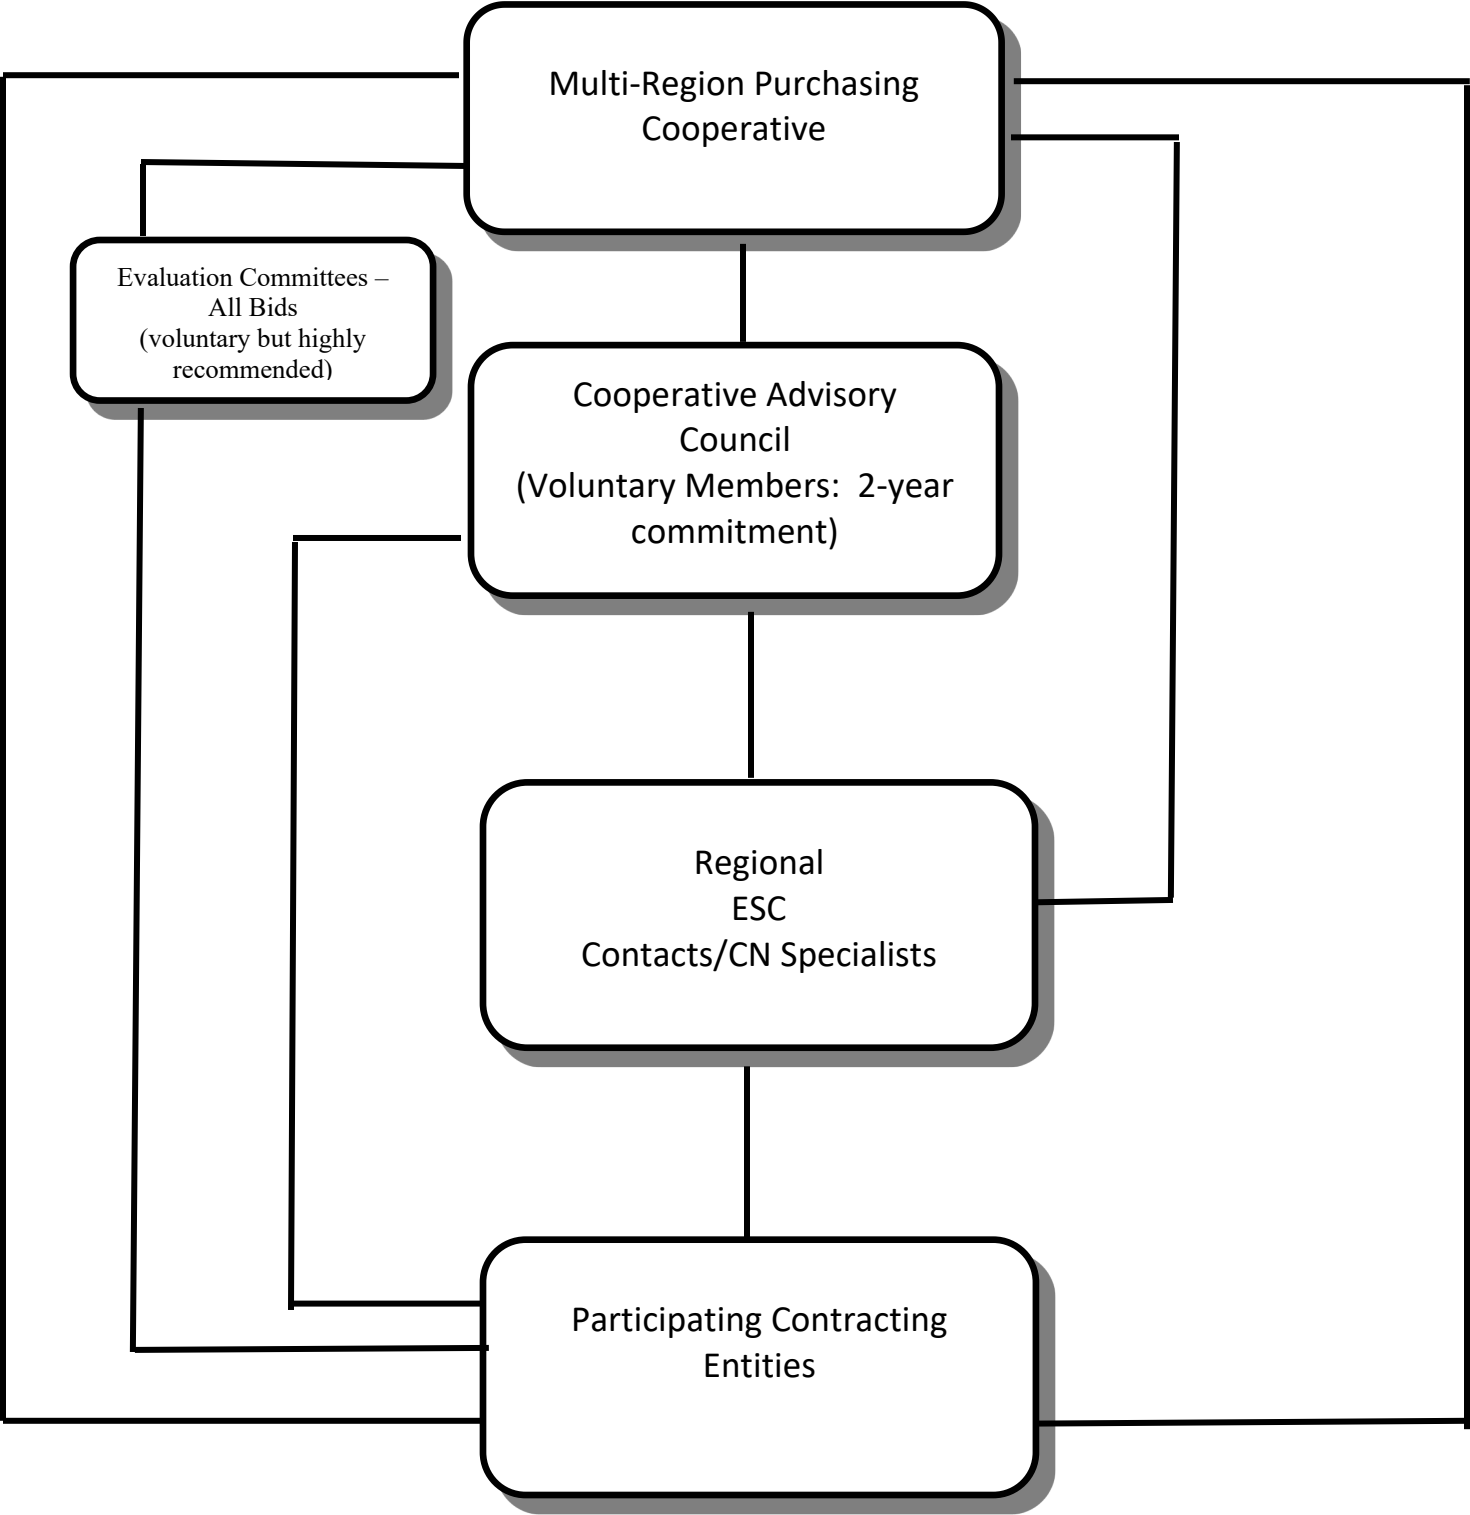 Multi-Region Purchasing
Cooperative
Evaluation Committees –
All Bids
(voluntary but highly
recommended)
Cooperative Advisory
Council
(Voluntary Members:  2-year
commitment)
Regional
ESC
Contacts/CN Specialists
Participating Contracting
Entities